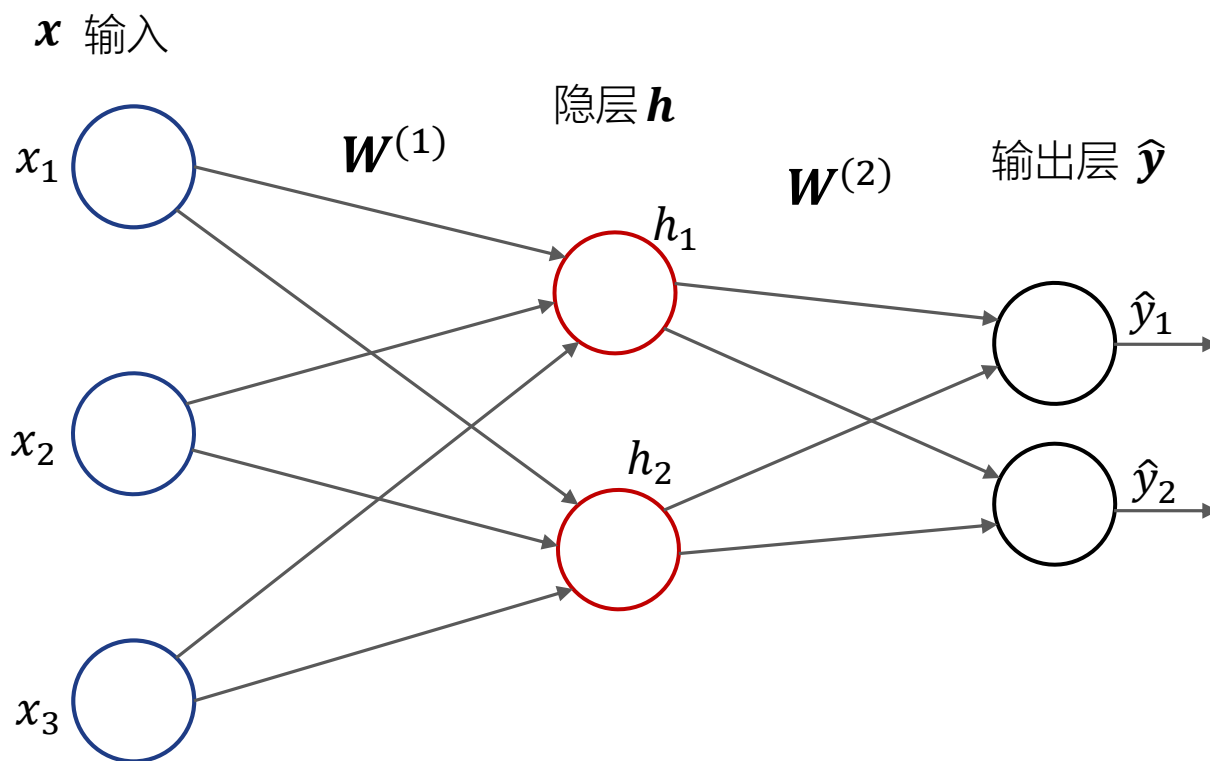 x 输入
隐层 h
W^(1)
输出层 ŷ
W^(2)
x₁
h₁
ŷ₁
x₂
h₂
ŷ₂
x₃